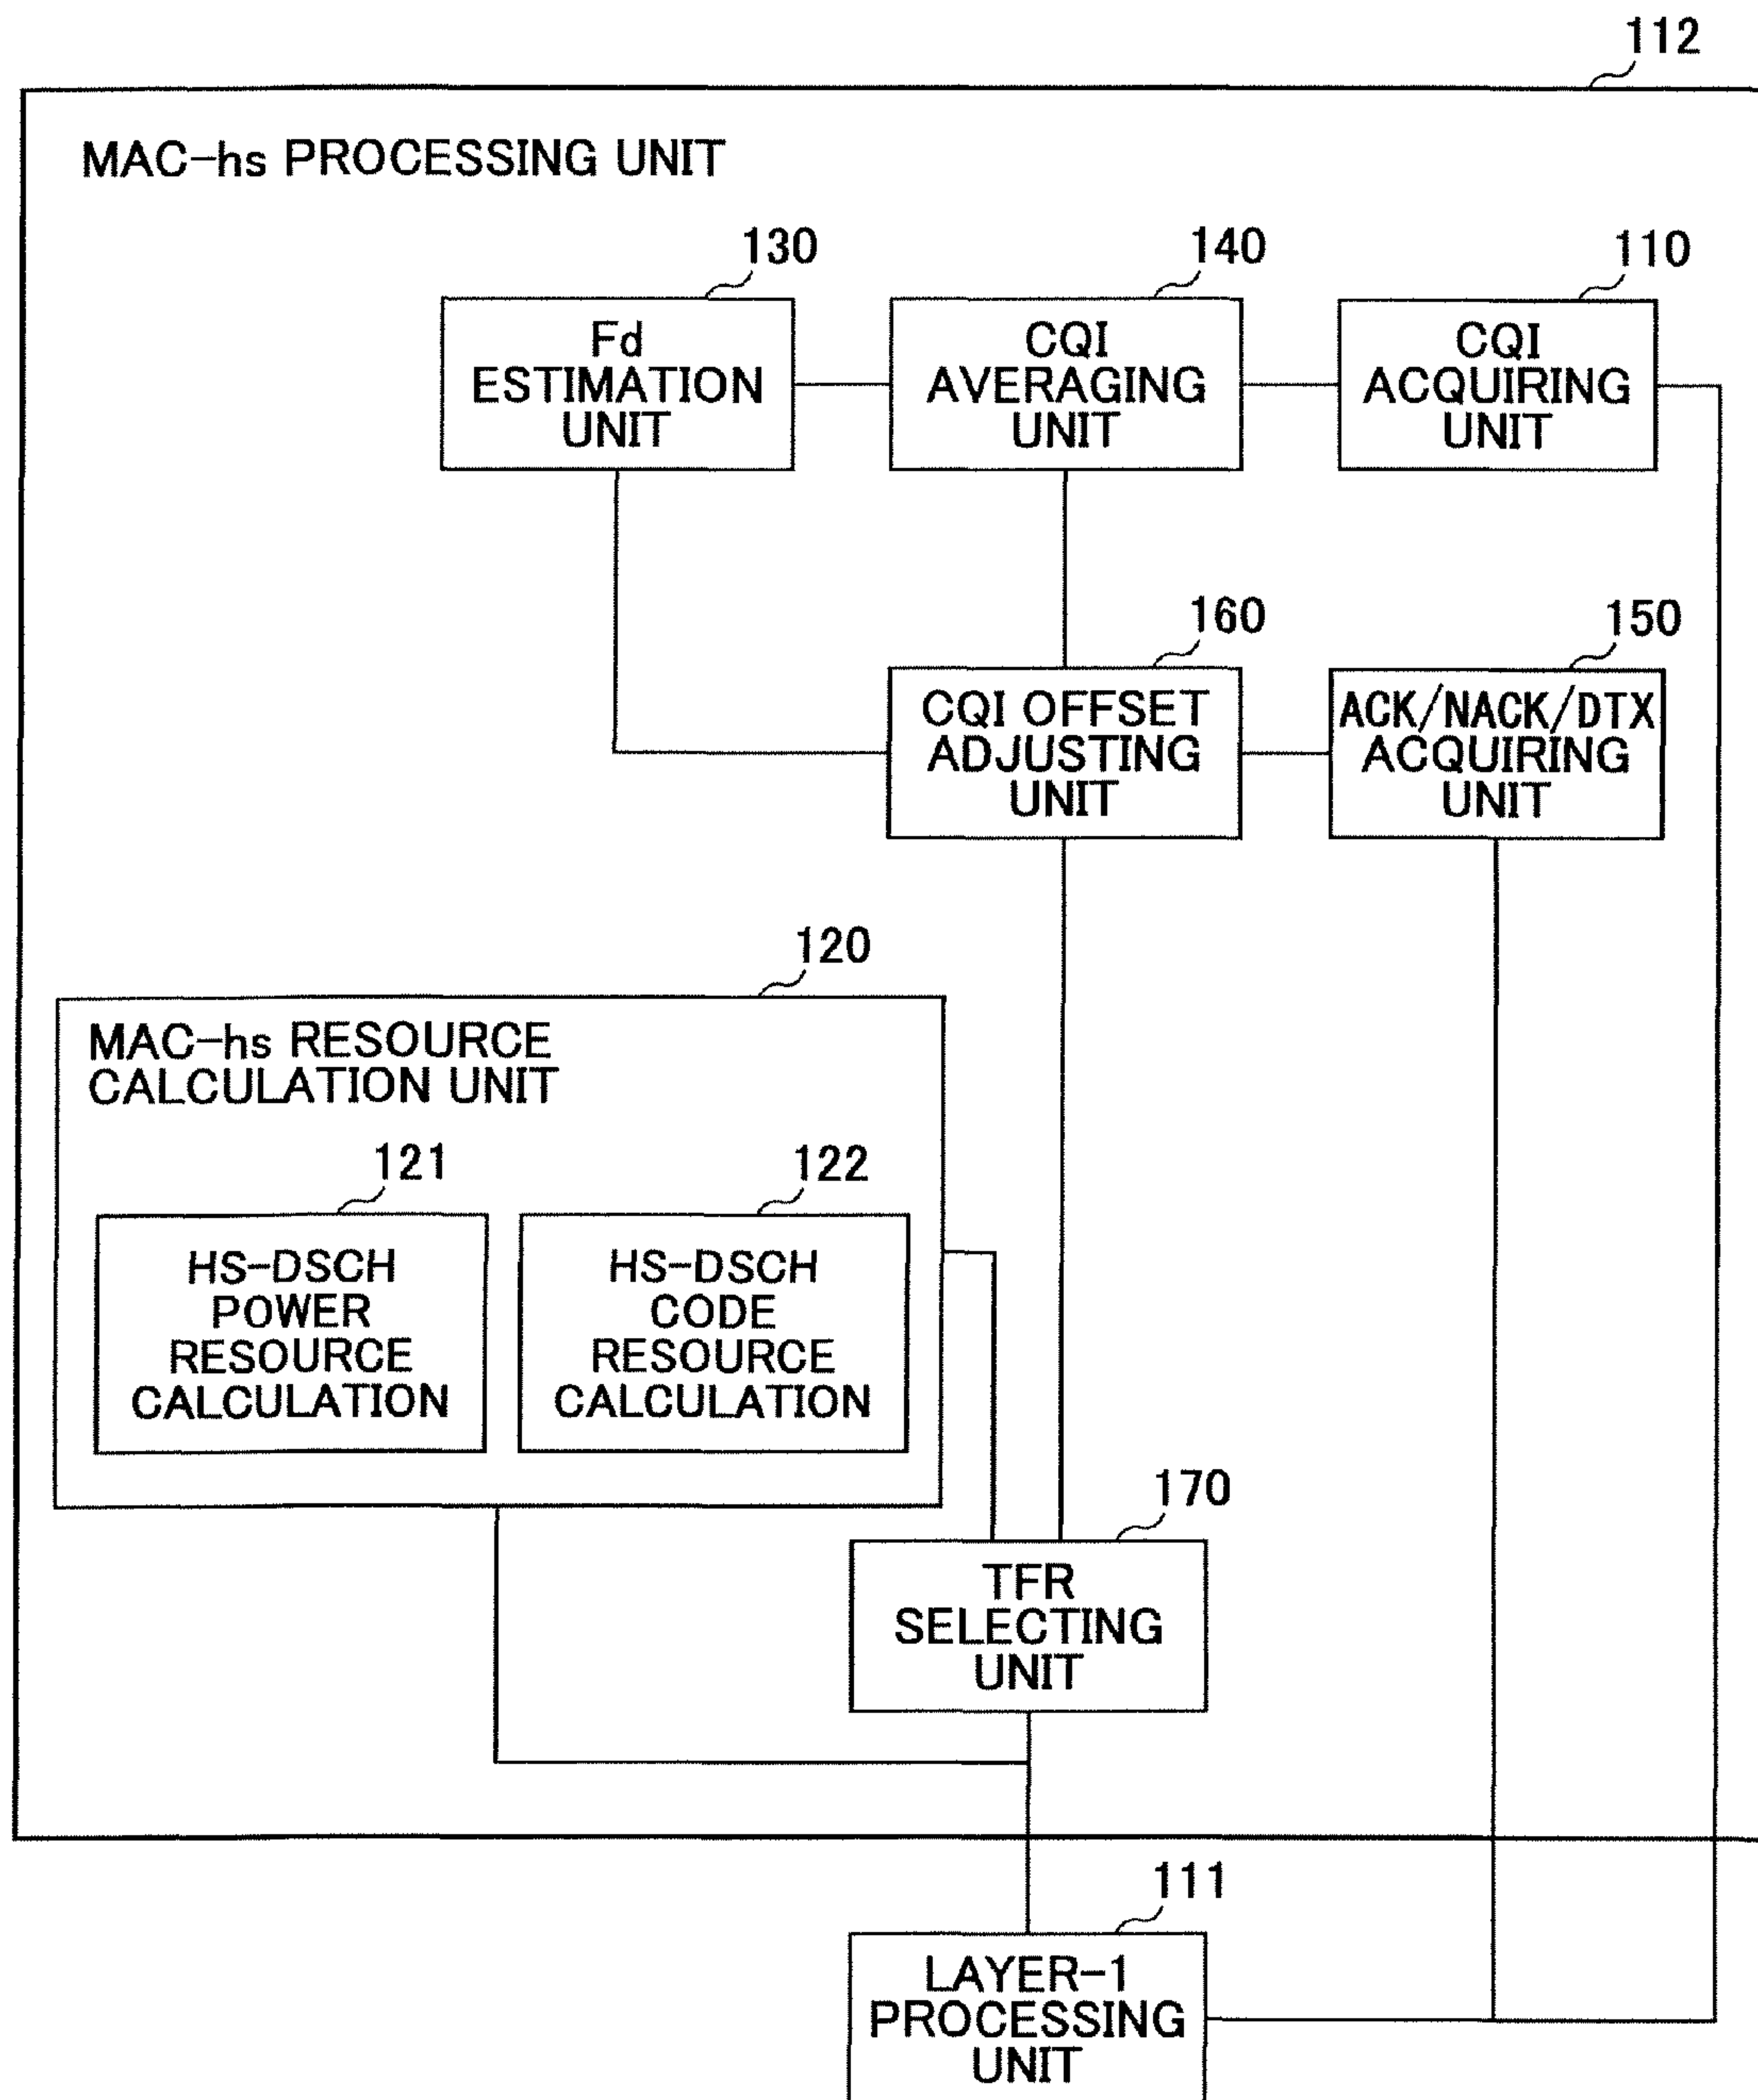 112
MAC-hs PROCESSING UNIT
130
140
110
Fd
ESTIMATION
UNIT
CQI
AVERAGING
UNIT
CQI
ACQUIRING
UNIT
160
150
CQI OFFSET
ADJUSTING
UNIT
ACK/NACK/DTX
ACQUIRING
UNIT
120
MAC-hs RESOURCE
CALCULATION UNIT
121
122
HS-DSCH
POWER
RESOURCE
CALCULATION
HS-DSCH
CODE
RESOURCE
CALCULATION
170
TFR
SELECTING
UNIT
111
LAYER-1
PROCESSING
UNIT